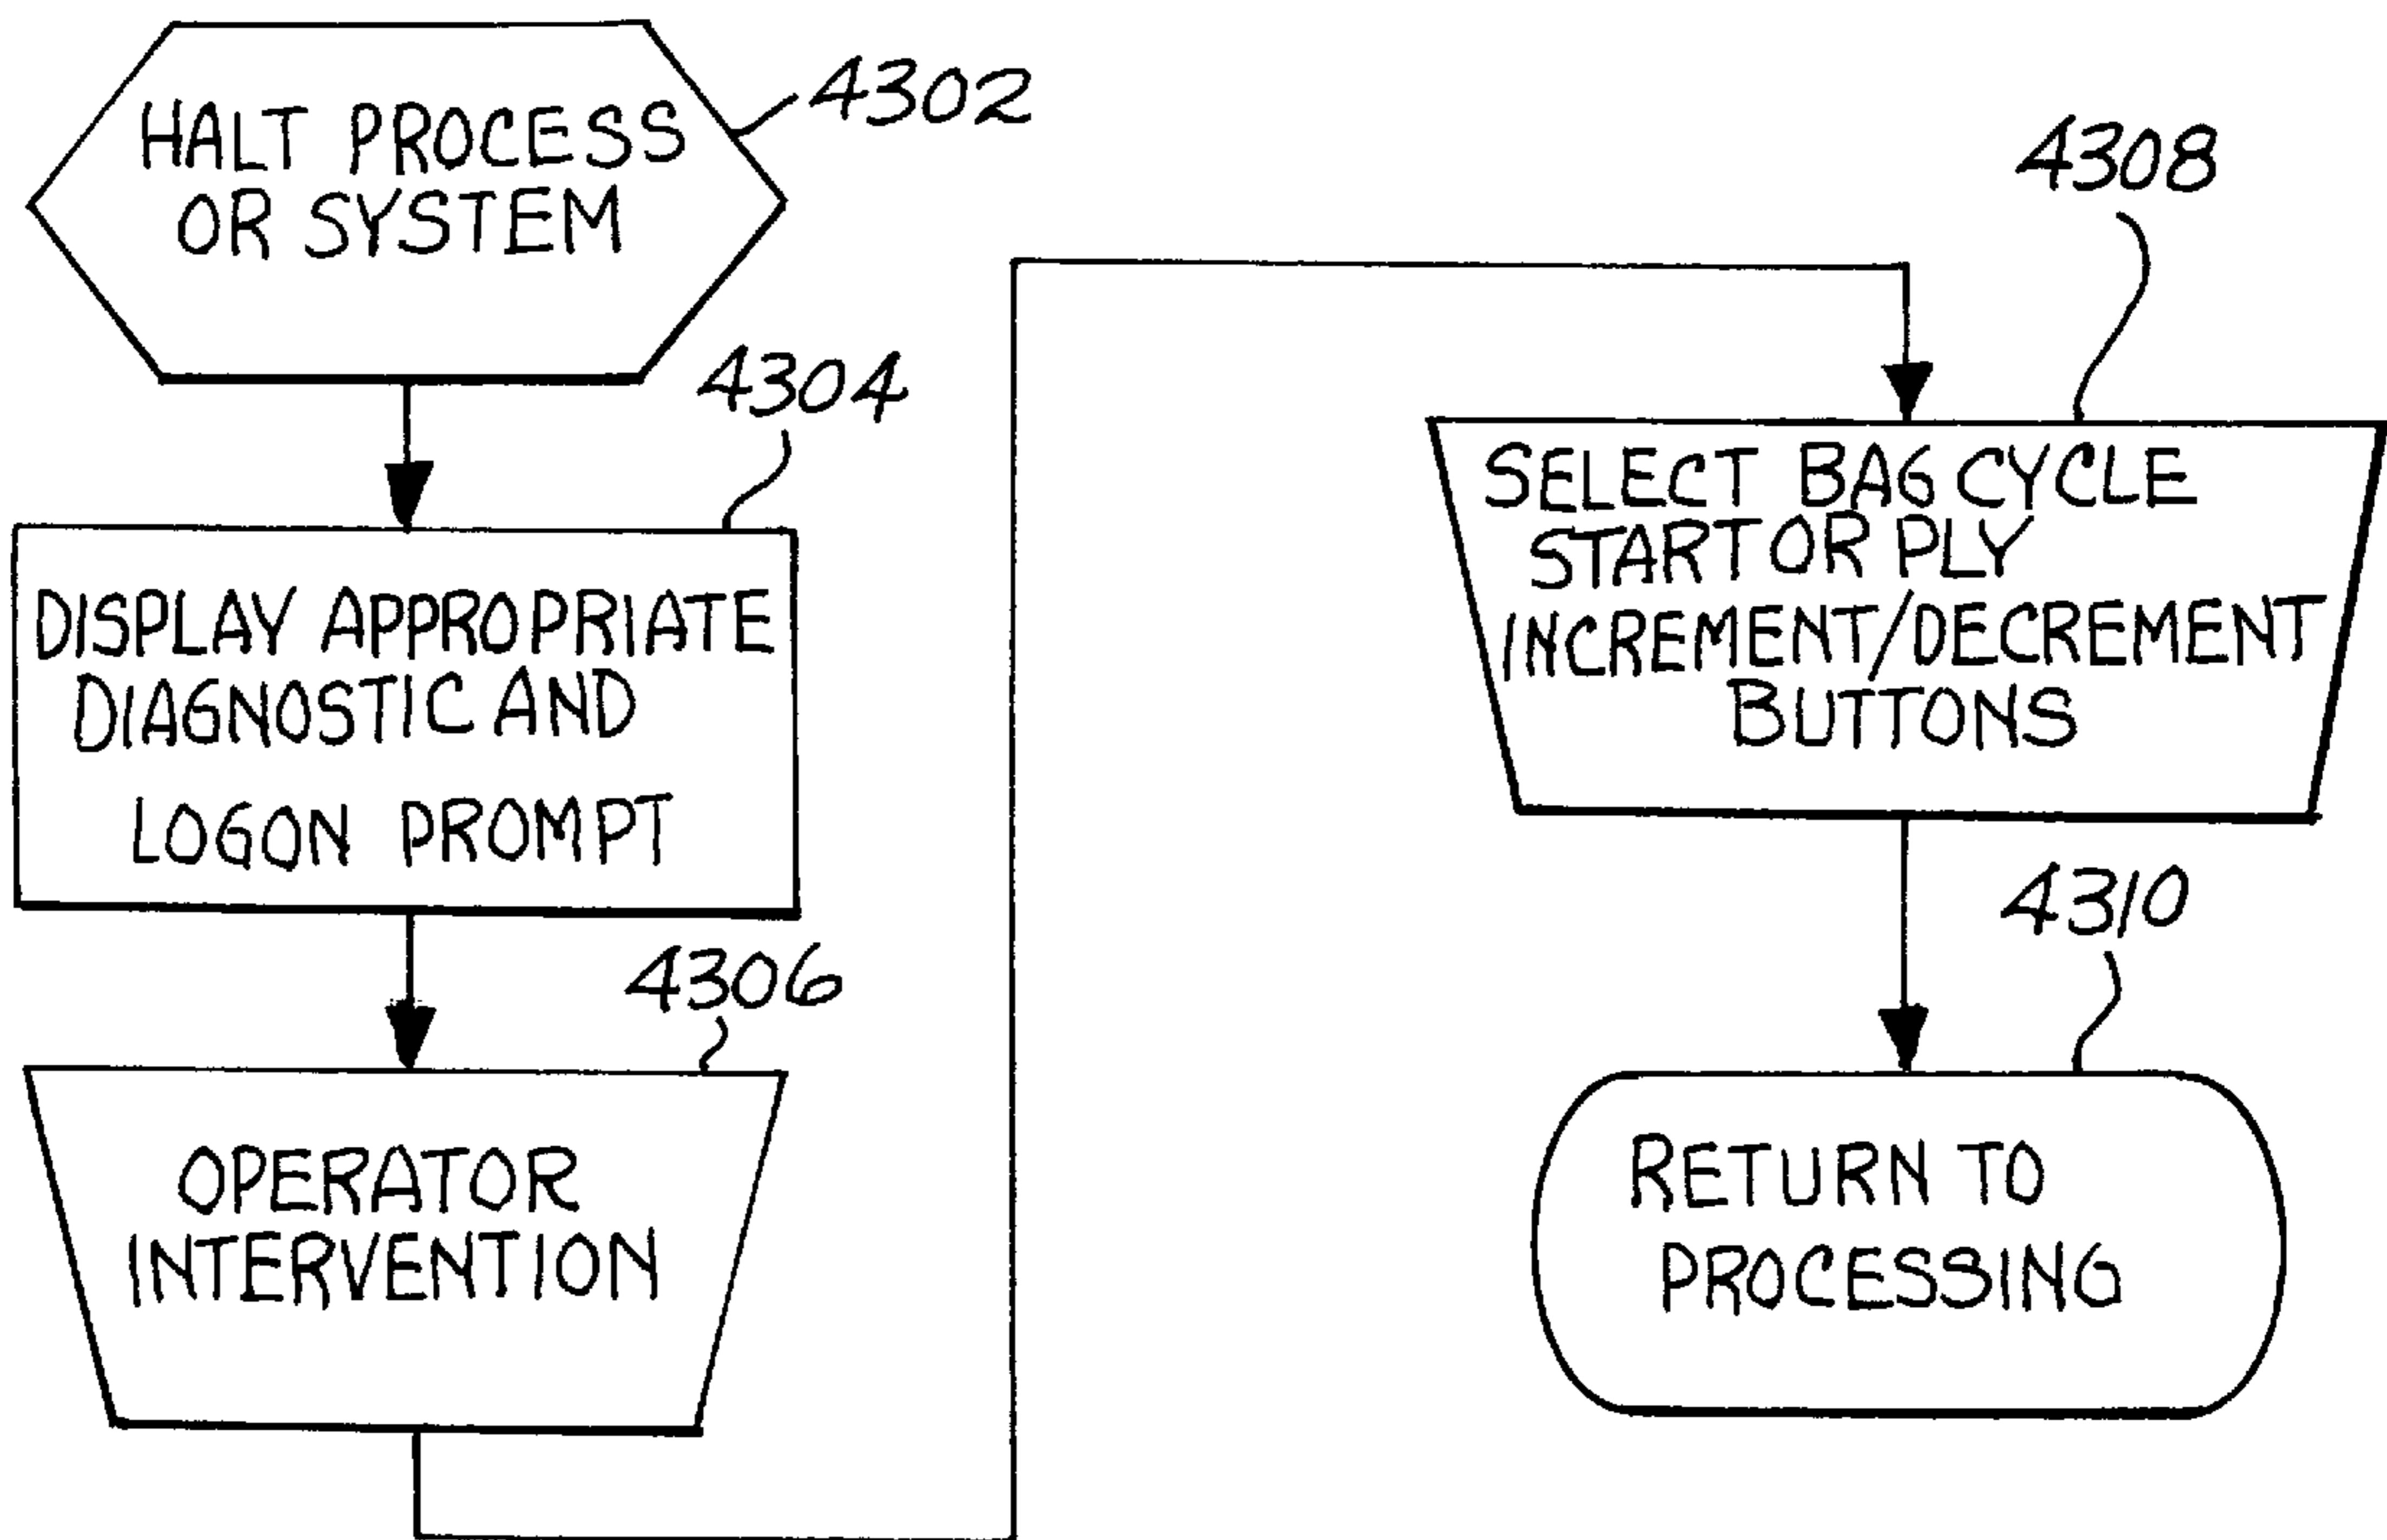 HALT PROCESS
OR SYSTEM
4302
4304
DISPLAY APPROPRIATE
DIAGNOSTIC AND
LOGON PROMPT
4306
OPERATOR
INTERVENTION
4308
SELECT BAG CYCLE
START OR PLY
INCREMENT/DECREMENT
BUTTONS
4310
RETURN TO
PROCESSING